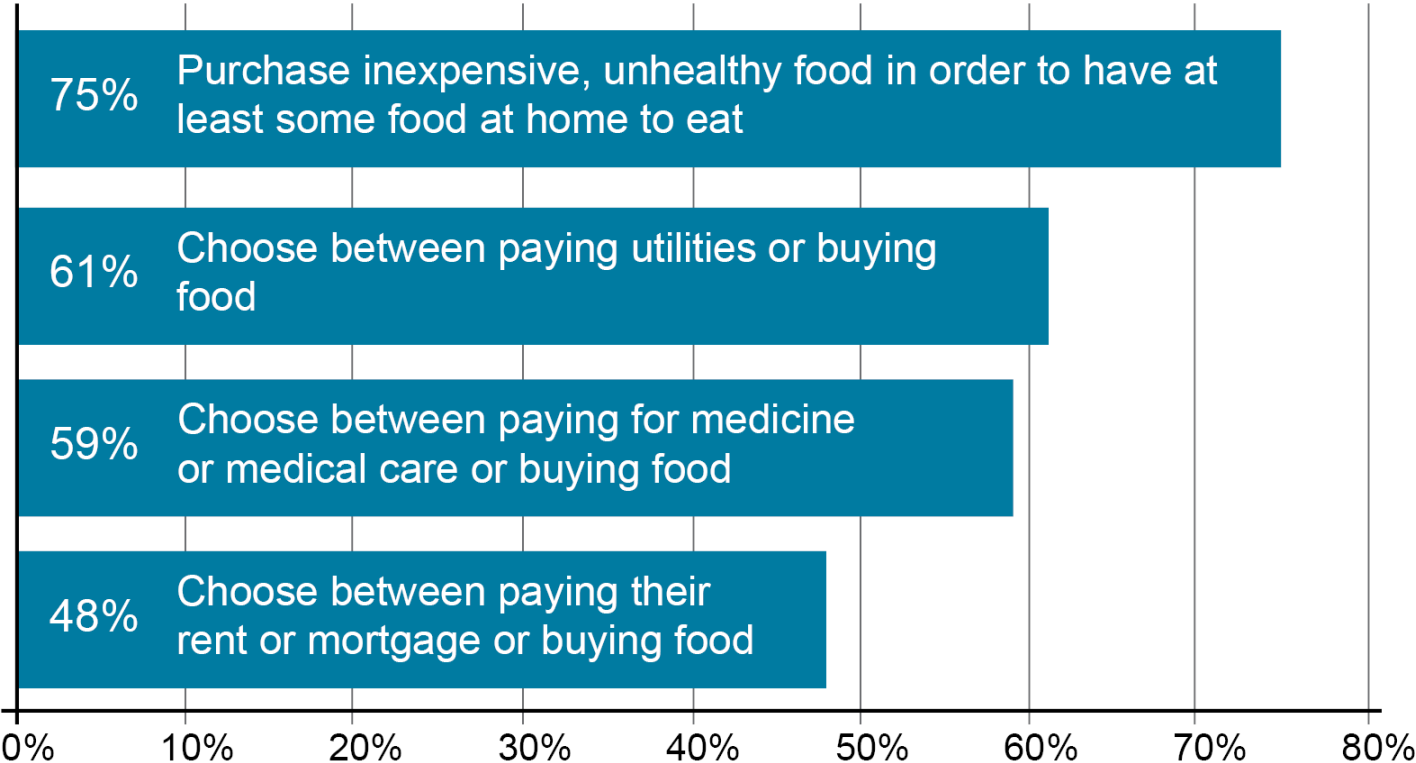 75%
Purchase inexpensive, unhealthy food in order to have at
least some food at home to eat
61%
Choose between paying utilities or buying
food
59%
Choose between paying for medicine
or medical care or buying food
48%
Choose between paying their
rent or mortgage or buying food
0% 10% 20% 30% 40% 50% 60% 70% 80%